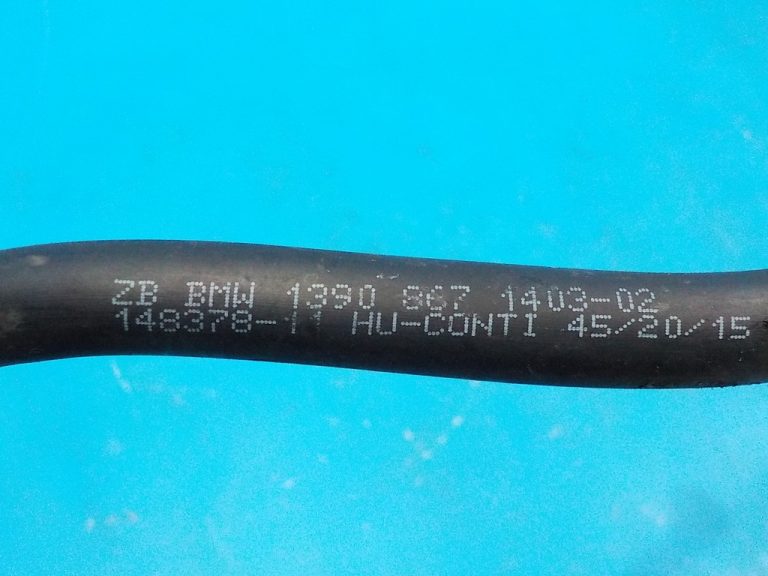 ZB BMW 1390 867 1403-02
148378-11 HU-CONTI 45/20/15